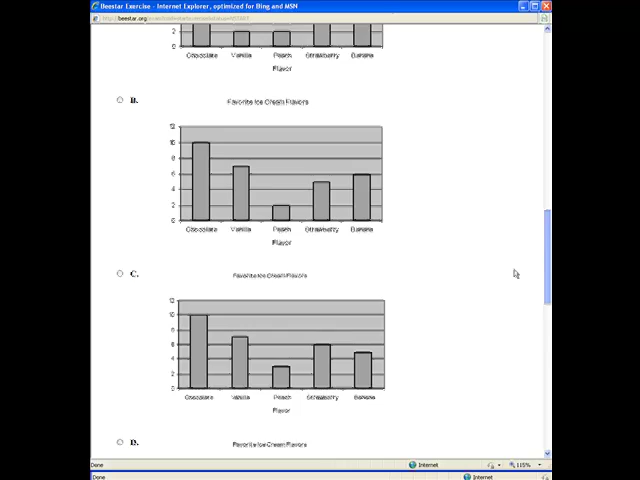 Beestar Exercise - Internet Explorer, optimized for Bing and MSN
2
0
Chocolate Vanilla Peach Strawberry Banana
Flavor
B.
Favorite Ice Cream Flavors
12
10
8
6
4
2
0
Chocolate Vanilla Peach Strawberry Banana
Flavor
C.
Favorite Ice Cream Flavors
12
10
8
6
4
2
0
Chocolate Vanilla Peach Strawberry Banana
Flavor
D.
Favorite Ice Cream Flavors
Done Internet 115%
Done Internet